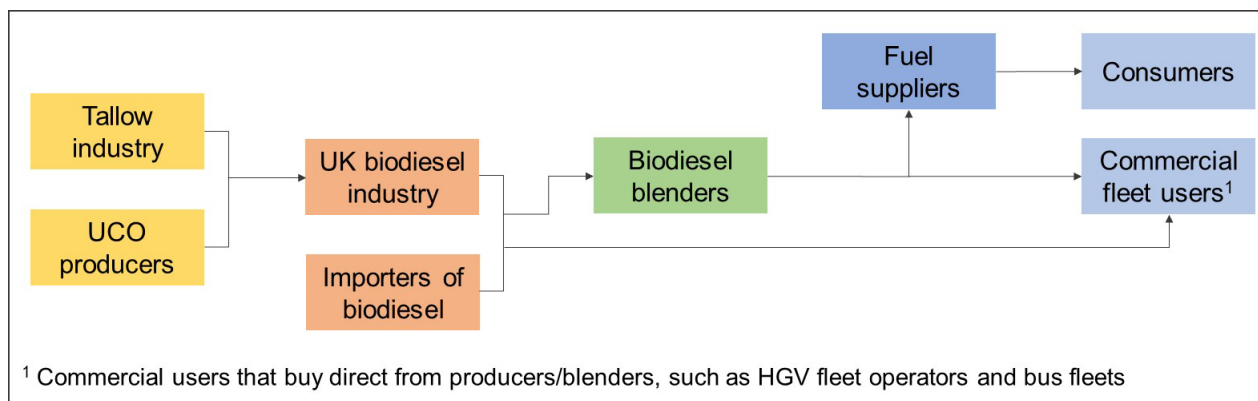 Tallow
industry
UCO
producers
UK biodiesel
industry
Importers of
biodiesel
Biodiesel
blenders
Fuel
suppliers
Consumers
Commercial
fleet users¹
¹ Commercial users that buy direct from producers/blenders, such as HGV fleet operators and bus fleets